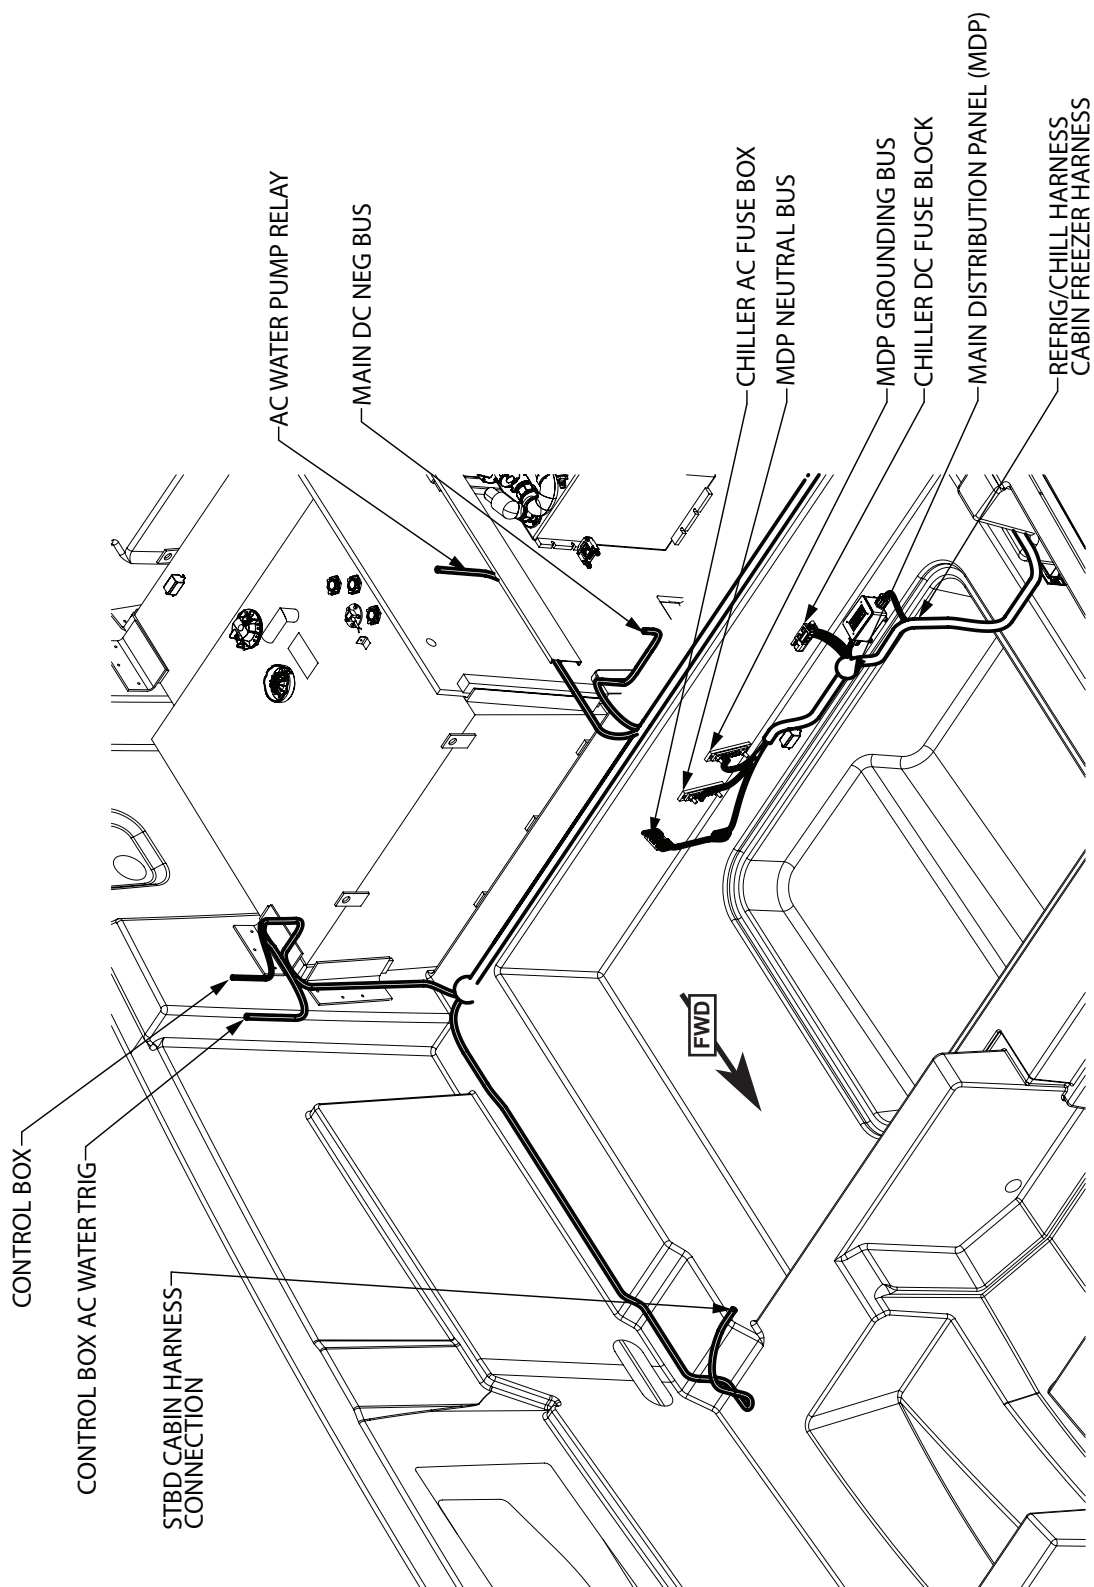 CONTROL BOX
CONTROL BOX AC WATER TRIG
STBD CABIN HARNESS
CONNECTION
AC WATER PUMP RELAY
MAIN DC NEG BUS
CHILLER AC FUSE BOX
MDP NEUTRAL BUS
MDP GROUNDING BUS
CHILLER DC FUSE BLOCK
MAIN DISTRIBUTION PANEL (MDP)
REFRIG/CHILL HARNESS
CABIN FREEZER HARNESS
FWD